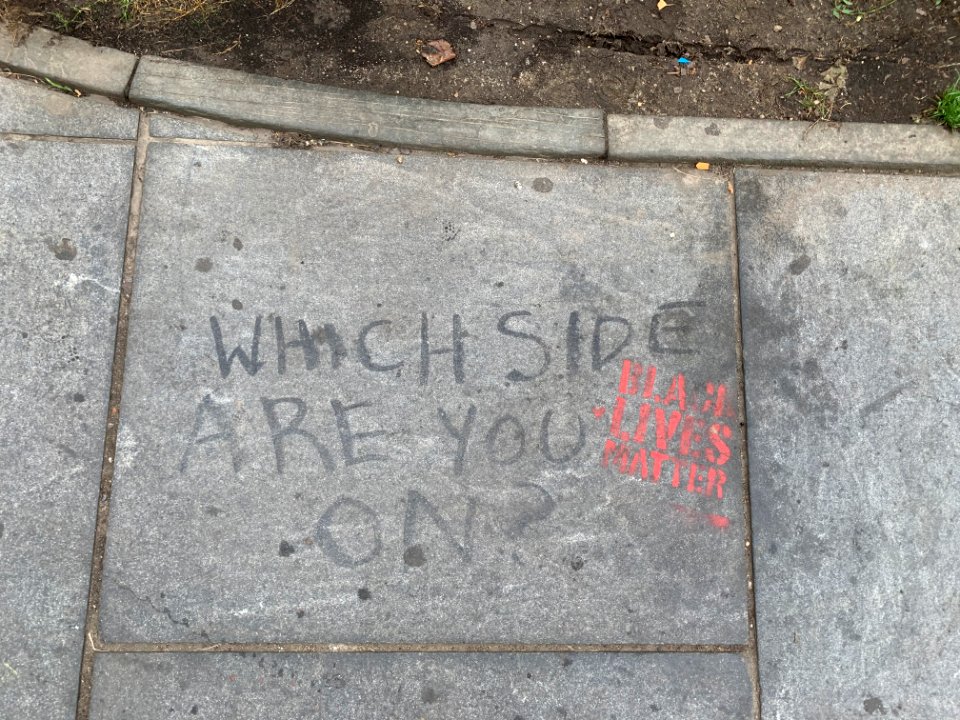 WHICH SIDE
ARE YOU
ON?
BLACK
LIVES
MATTER